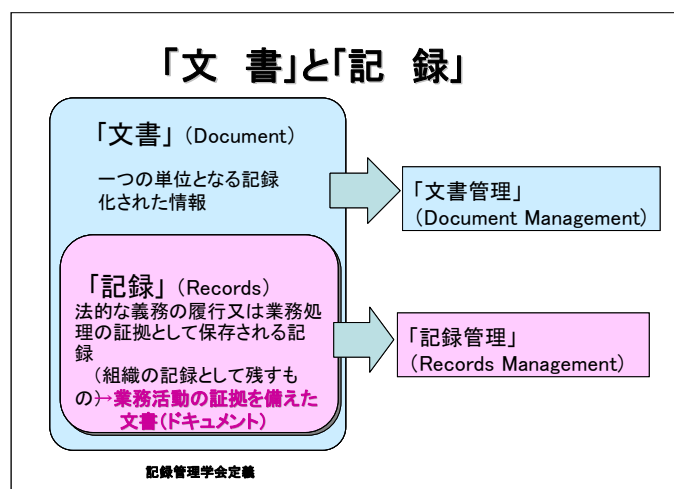 「文　書」と「記　録」
「文書」（Document）
一つの単位となる記録
化された情報
「文書管理」
（Document Management）
「記録」（Records）
法的な義務の履行又は業務処
理の証拠として保存される記
録
（組織の記録として残すも
の）→業務活動の証拠を備えた
文書（ドキュメント）
「記録管理」
（Records Management）
記録管理学会定義